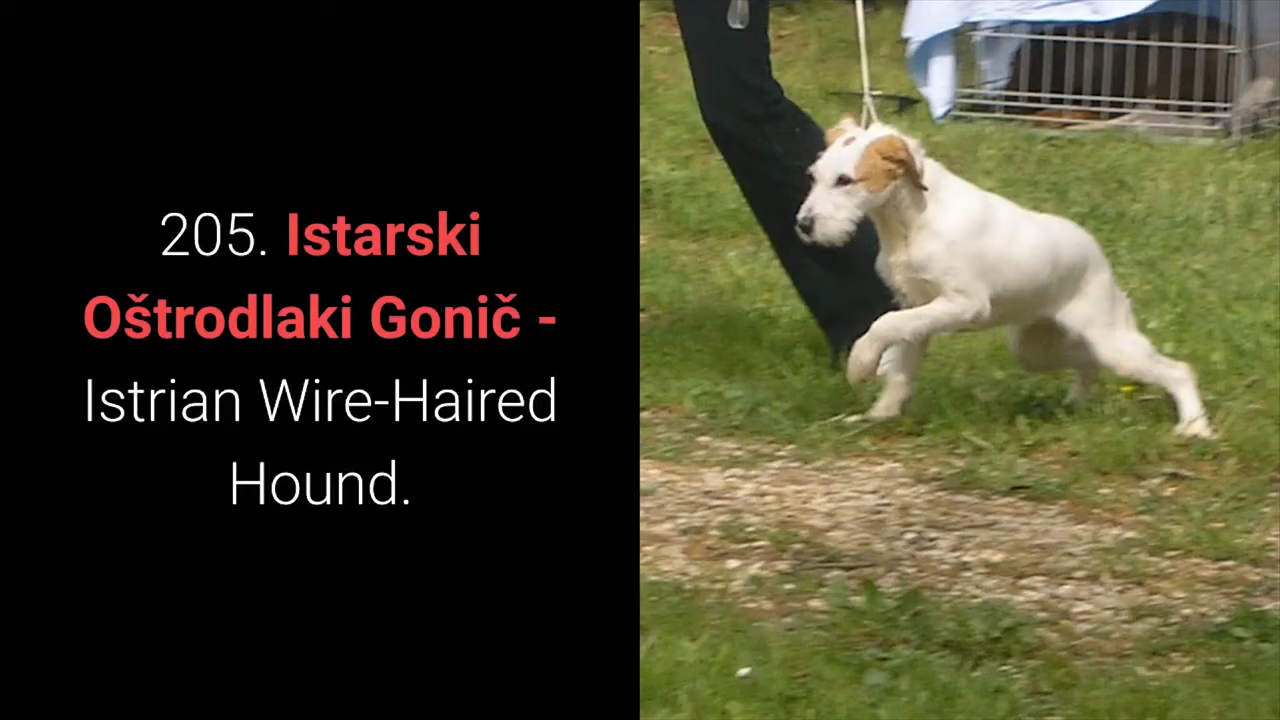 205. Istarski
Oštrodlaki Gonič -
Istrian Wire-Haired
Hound.